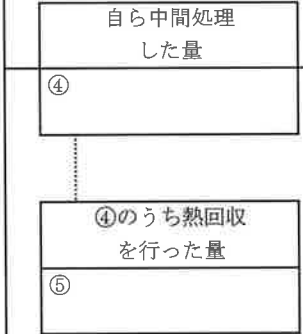 自ら中間処理
した量
④
④のうち熱回収
を行った量
⑤